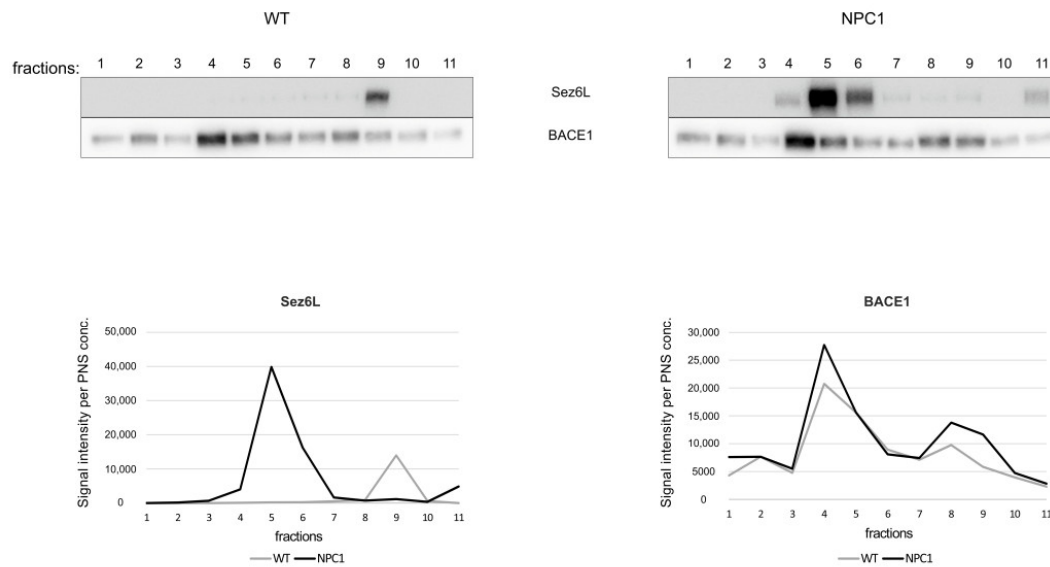 WT
NPC1
fractions: 1 2 3 4 5 6 7 8 9 10 11
1 2 3 4 5 6 7 8 9 10 11
Sez6L
BACE1
Sez6L
Signal intensity per PNS conc.
50,000
40,000
30,000
20,000
10,000
0
1 2 3 4 5 6 7 8 9 10 11
fractions
WT NPC1
BACE1
Signal intensity per PNS conc.
30,000
25,000
20,000
15,000
10,000
5000
0
1 2 3 4 5 6 7 8 9 10 11
fractions
WT NPC1